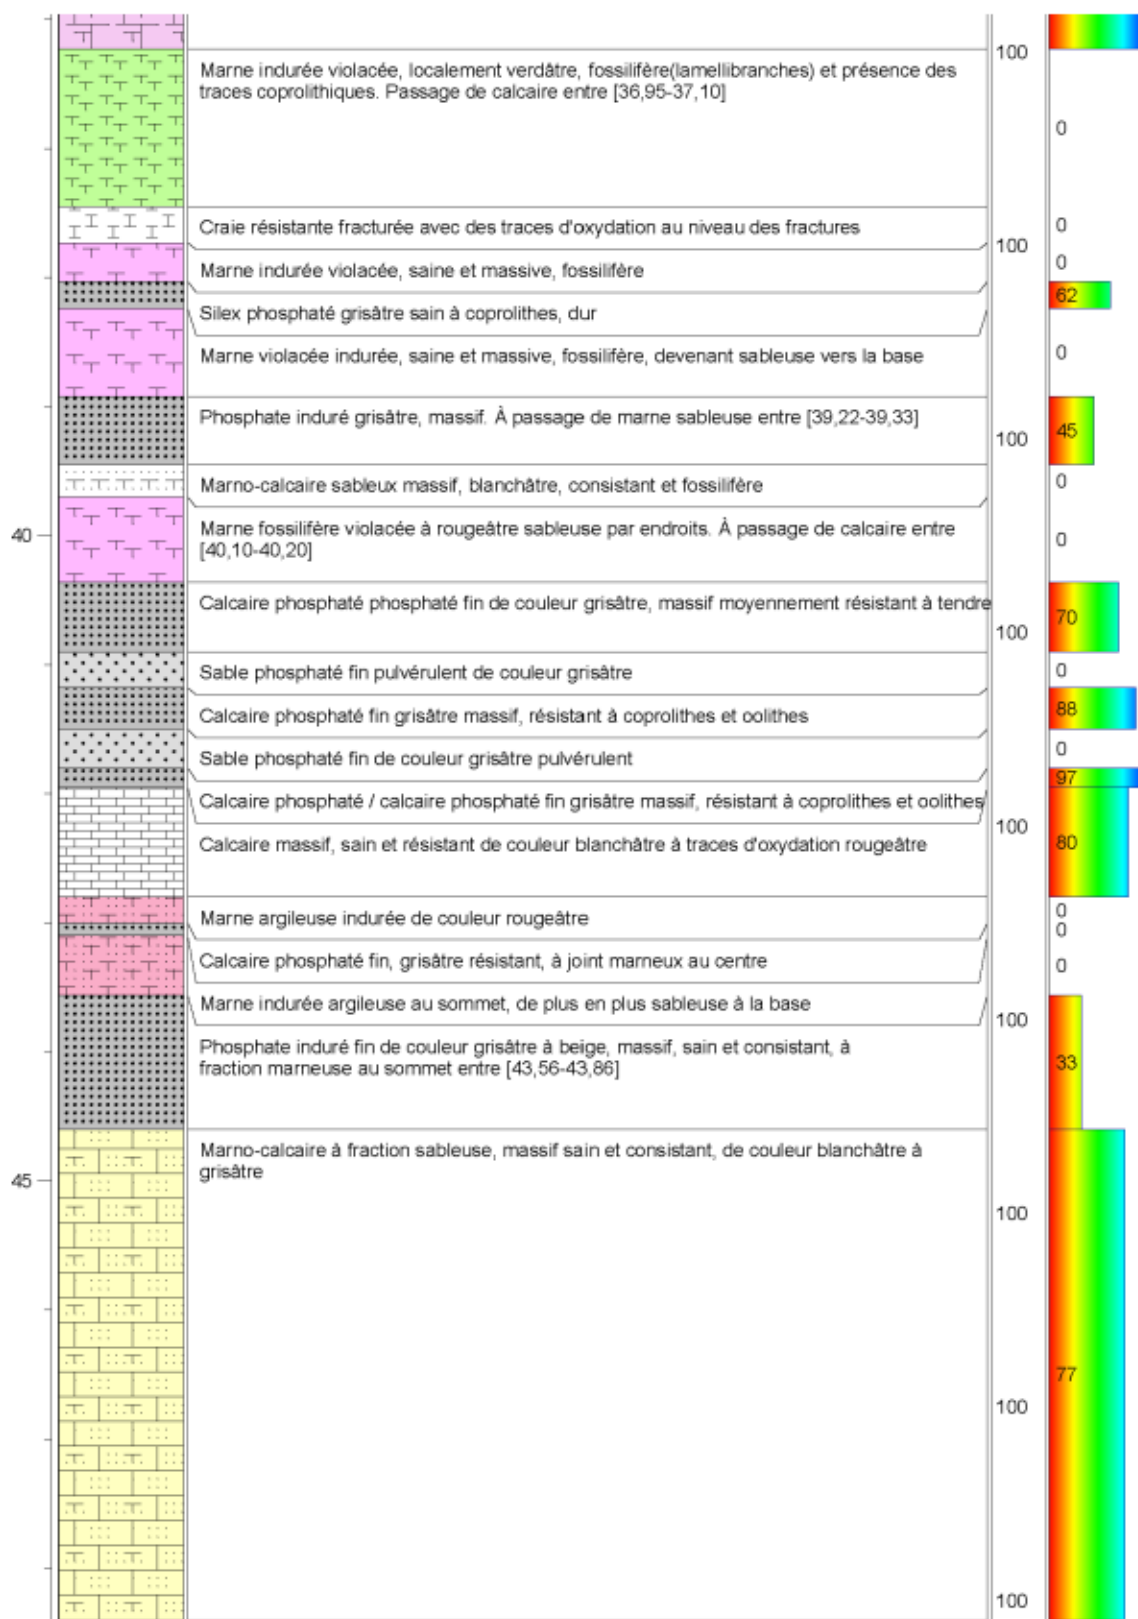 100
Marne indurée violacée, localement verdâtre, fossilifère(lamellibranches) et présence des
traces coprolithiques. Passage de calcaire entre [36,95-37,10]
0
Craie résistante fracturée avec des traces d'oxydation au niveau des fractures
0
100
Marne indurée violacée, saine et massive, fossilifère
0
62
Silex phosphaté grisâtre sain à coprolithes, dur
Marne violacée indurée, saine et massive, fossilifère, devenant sableuse vers la base
0
Phosphate induré grisâtre, massif. À passage de marne sableuse entre [39,22-39,33]
100
45
Marno-calcaire sableux massif, blanchâtre, consistant et fossilifère
0
40
Marne fossilifère violacée à rougeâtre sableuse par endroits. À passage de calcaire entre
[40,10-40,20]
0
Calcaire phosphaté phosphaté fin de couleur grisâtre, massif moyennement résistant à tendre
100
70
Sable phosphaté fin pulvérulent de couleur grisâtre
0
Calcaire phosphaté fin grisâtre massif, résistant à coprolithes et oolithes
88
Sable phosphaté fin de couleur grisâtre pulvérulent
0
97
Calcaire phosphaté / calcaire phosphaté fin grisâtre massif, résistant à coprolithes et oolithes
100
Calcaire massif, sain et résistant de couleur blanchâtre à traces d'oxydation rougeâtre
80
Marne argileuse indurée de couleur rougeâtre
0
0
Calcaire phosphaté fin, grisâtre résistant, à joint marneux au centre
0
Marne indurée argileuse au sommet, de plus en plus sableuse à la base
100
Phosphate induré fin de couleur grisâtre à beige, massif, sain et consistant, à
fraction marneuse au sommet entre [43,56-43,86]
33
Marno-calcaire à fraction sableuse, massif sain et consistant, de couleur blanchâtre à
grisâtre
45
100
77
100
100